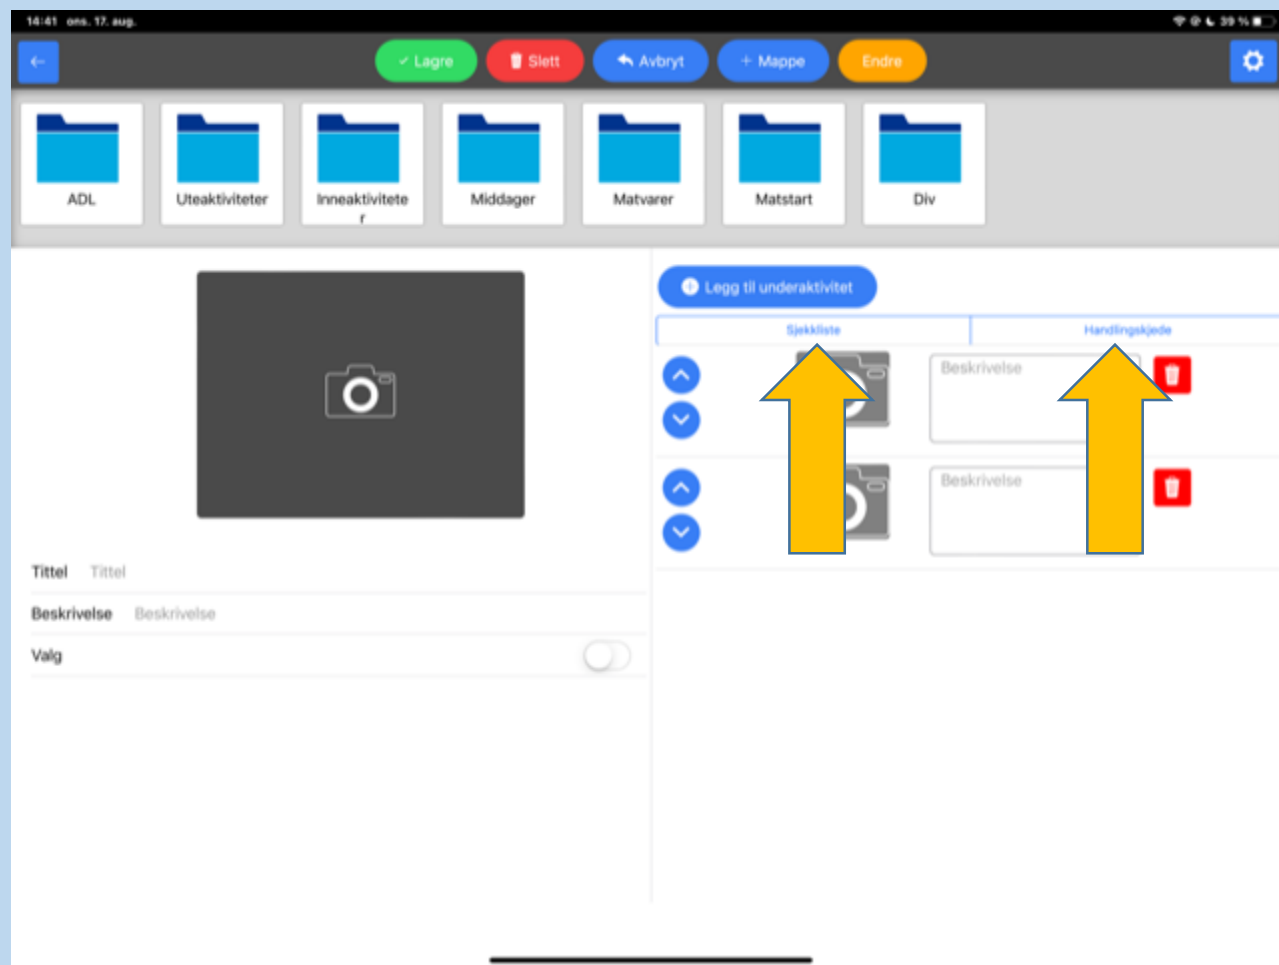 14:41 ons. 17. aug.
39 %
Lagre
Slett
Avbryt
+ Mappe
Endre
ADL
Uteaktiviteter
Inneaktivitete
r
Middager
Matvarer
Matstart
Div
Legg til underaktivitet
Sjekkliste
Handlingskjede
Beskrivelse
Beskrivelse
Tittel Tittel
Beskrivelse Beskrivelse
Valg